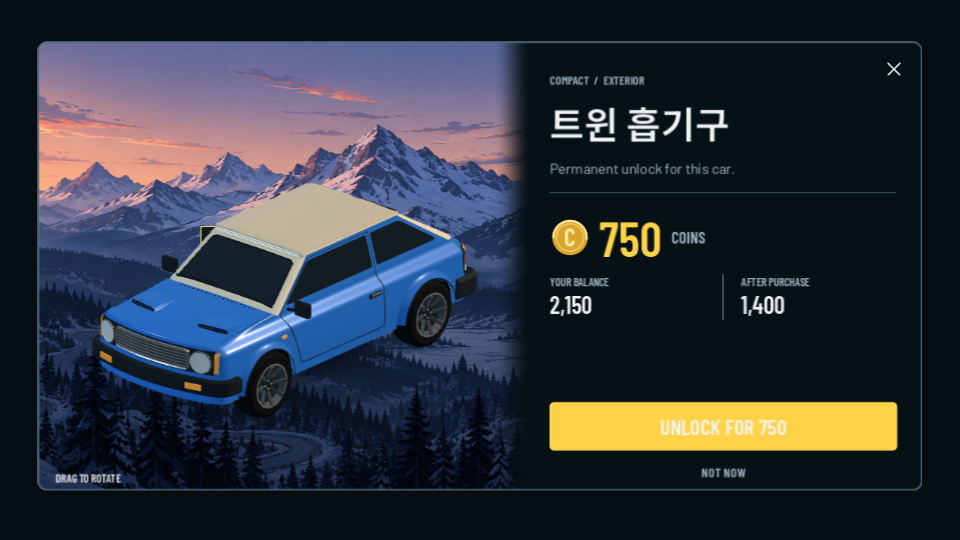 COMPACT / EXTERIOR
트윈 흡기구
Permanent unlock for this car.
C
750 COINS
YOUR BALANCE
2,150
AFTER PURCHASE
1,400
UNLOCK FOR 750
NOT NOW
DRAG TO ROTATE